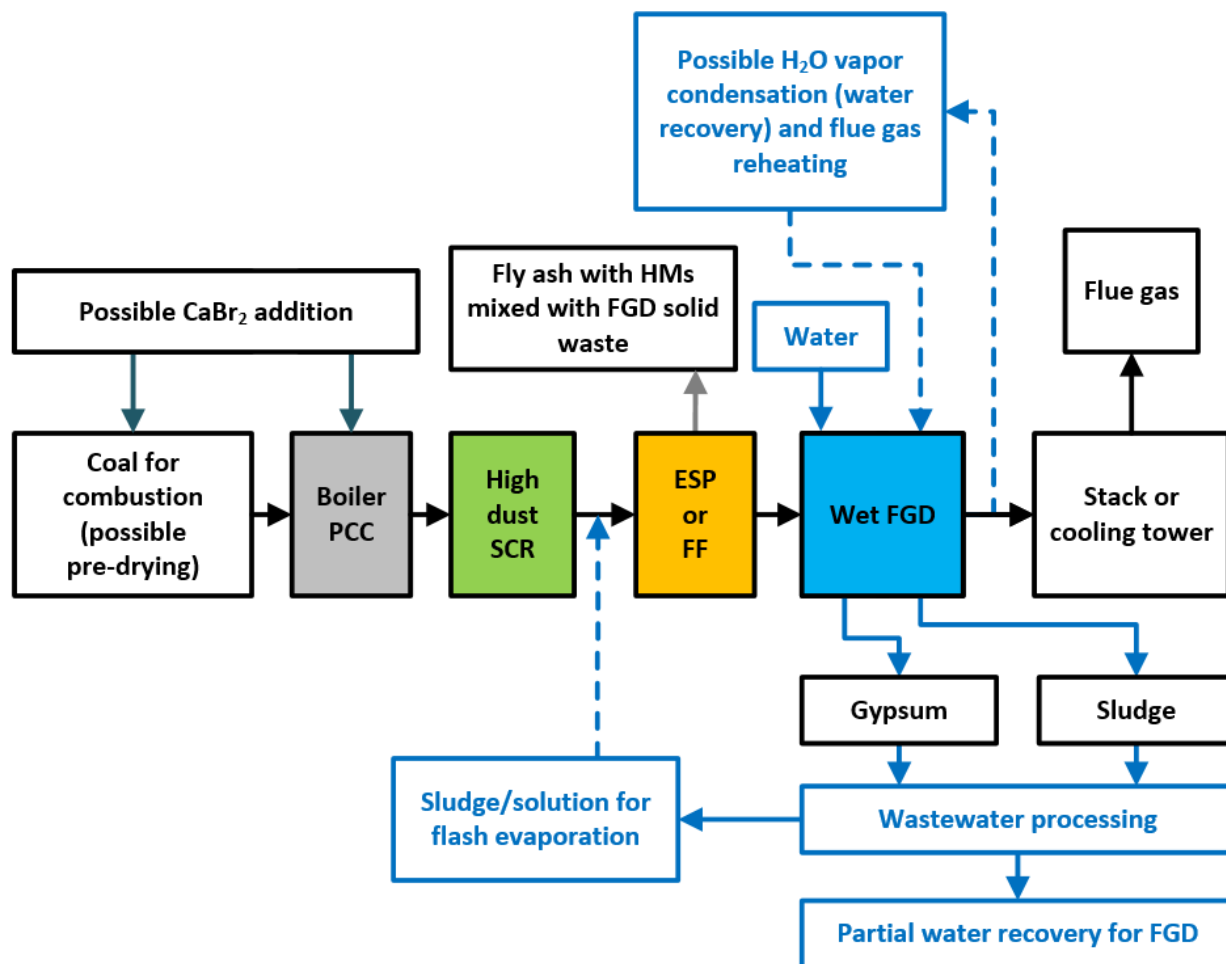 Possible H₂O vapor
condensation (water
recovery) and flue gas
reheating
Fly ash with HMs
mixed with FGD solid
waste
Flue gas
Possible CaBr₂ addition
Water
Coal for
combustion
(possible
pre-drying)
Boiler
PCC
High
dust
SCR
ESP
or
FF
Wet FGD
Stack or
cooling tower
Gypsum
Sludge
Sludge/solution for
flash evaporation
Wastewater processing
Partial water recovery for FGD